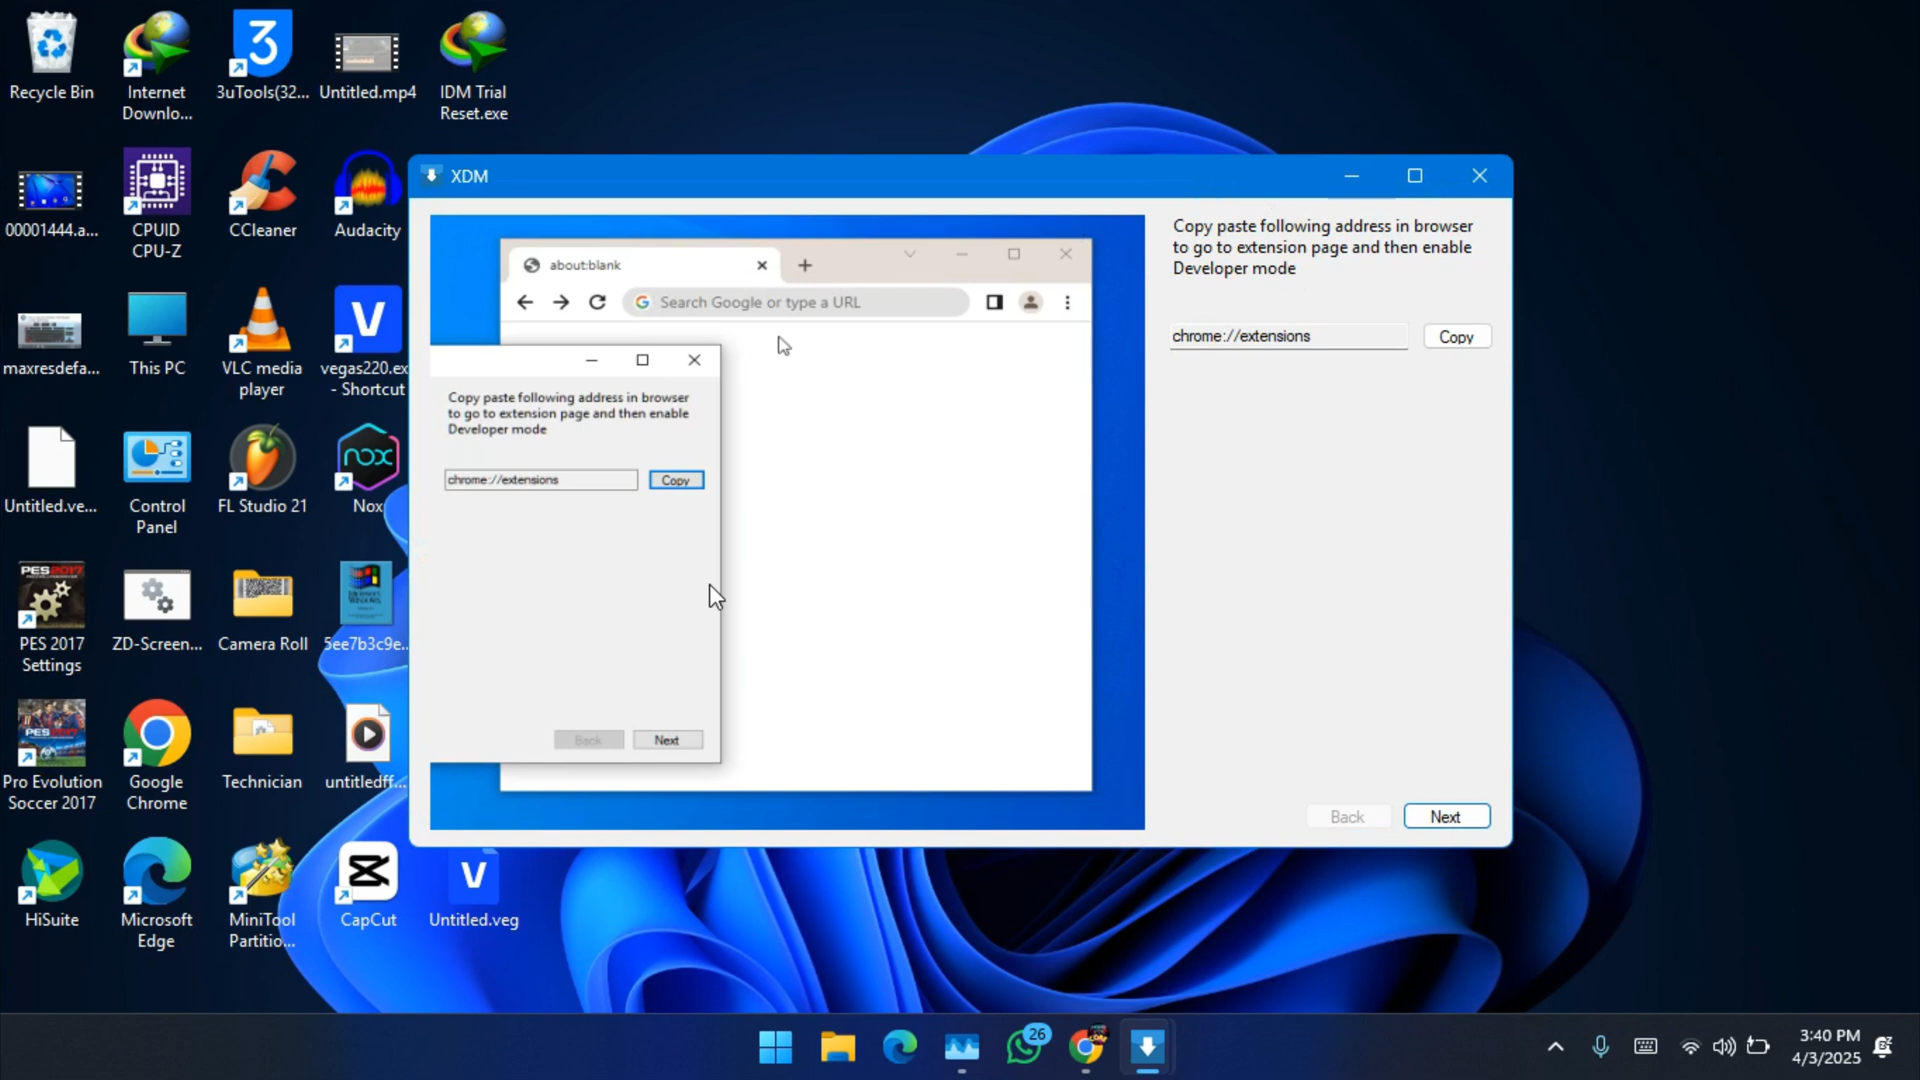 Recycle Bin
Internet
Downlo...
3uTools(32...
Untitled.mp4
IDM Trial
Reset.exe
00001444.a...
CPUID
CPU-Z
CCleaner
Audacity
maxresdefa...
This PC
VLC media
player
vegas220.ex
- Shortcut
Untitled.ve...
Control
Panel
FL Studio 21
nox
Nox
PES 2017
PES 2017
Settings
ZD-Screen...
Camera Roll
5ee7b3c9e...
Pro Evolution
Soccer 2017
Google
Chrome
Technician
untitledff...
HiSuite
Microsoft
Edge
MiniTool
Partitio...
CapCut
Untitled.veg
XDM
about:blank
Search Google or type a URL
Copy paste following address in browser
to go to extension page and then enable
Developer mode
chrome://extensions
Copy
Back
Next
Copy paste following address in browser
to go to extension page and then enable
Developer mode
chrome://extensions
Copy
Back
Next
26
3:40 PM
4/3/2025